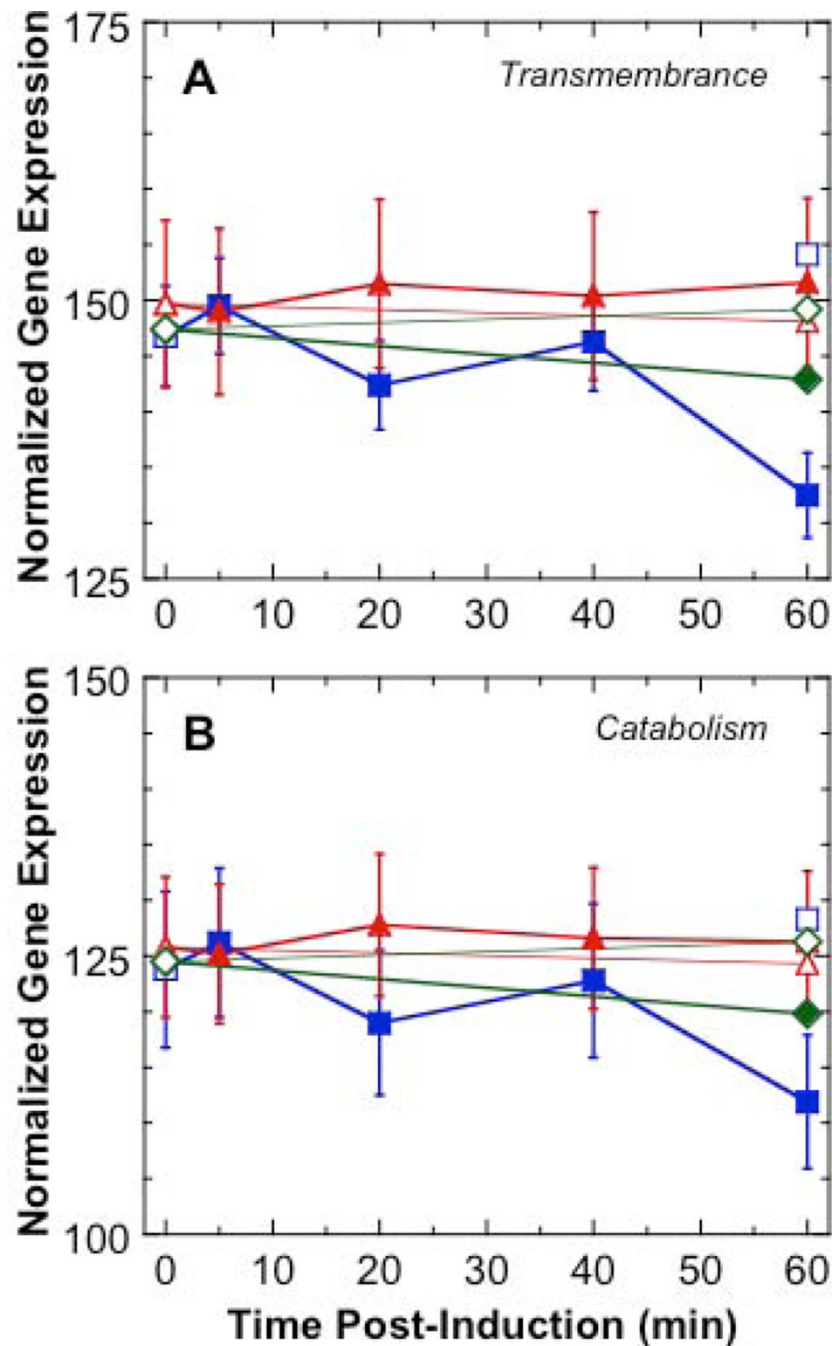 175
A
Transmembrance
Normalized Gene Expression
150
125
0 10 20 30 40 50 60
150
B
Catabolism
Normalized Gene Expression
125
100
0 10 20 30 40 50 60
Time Post-Induction (min)